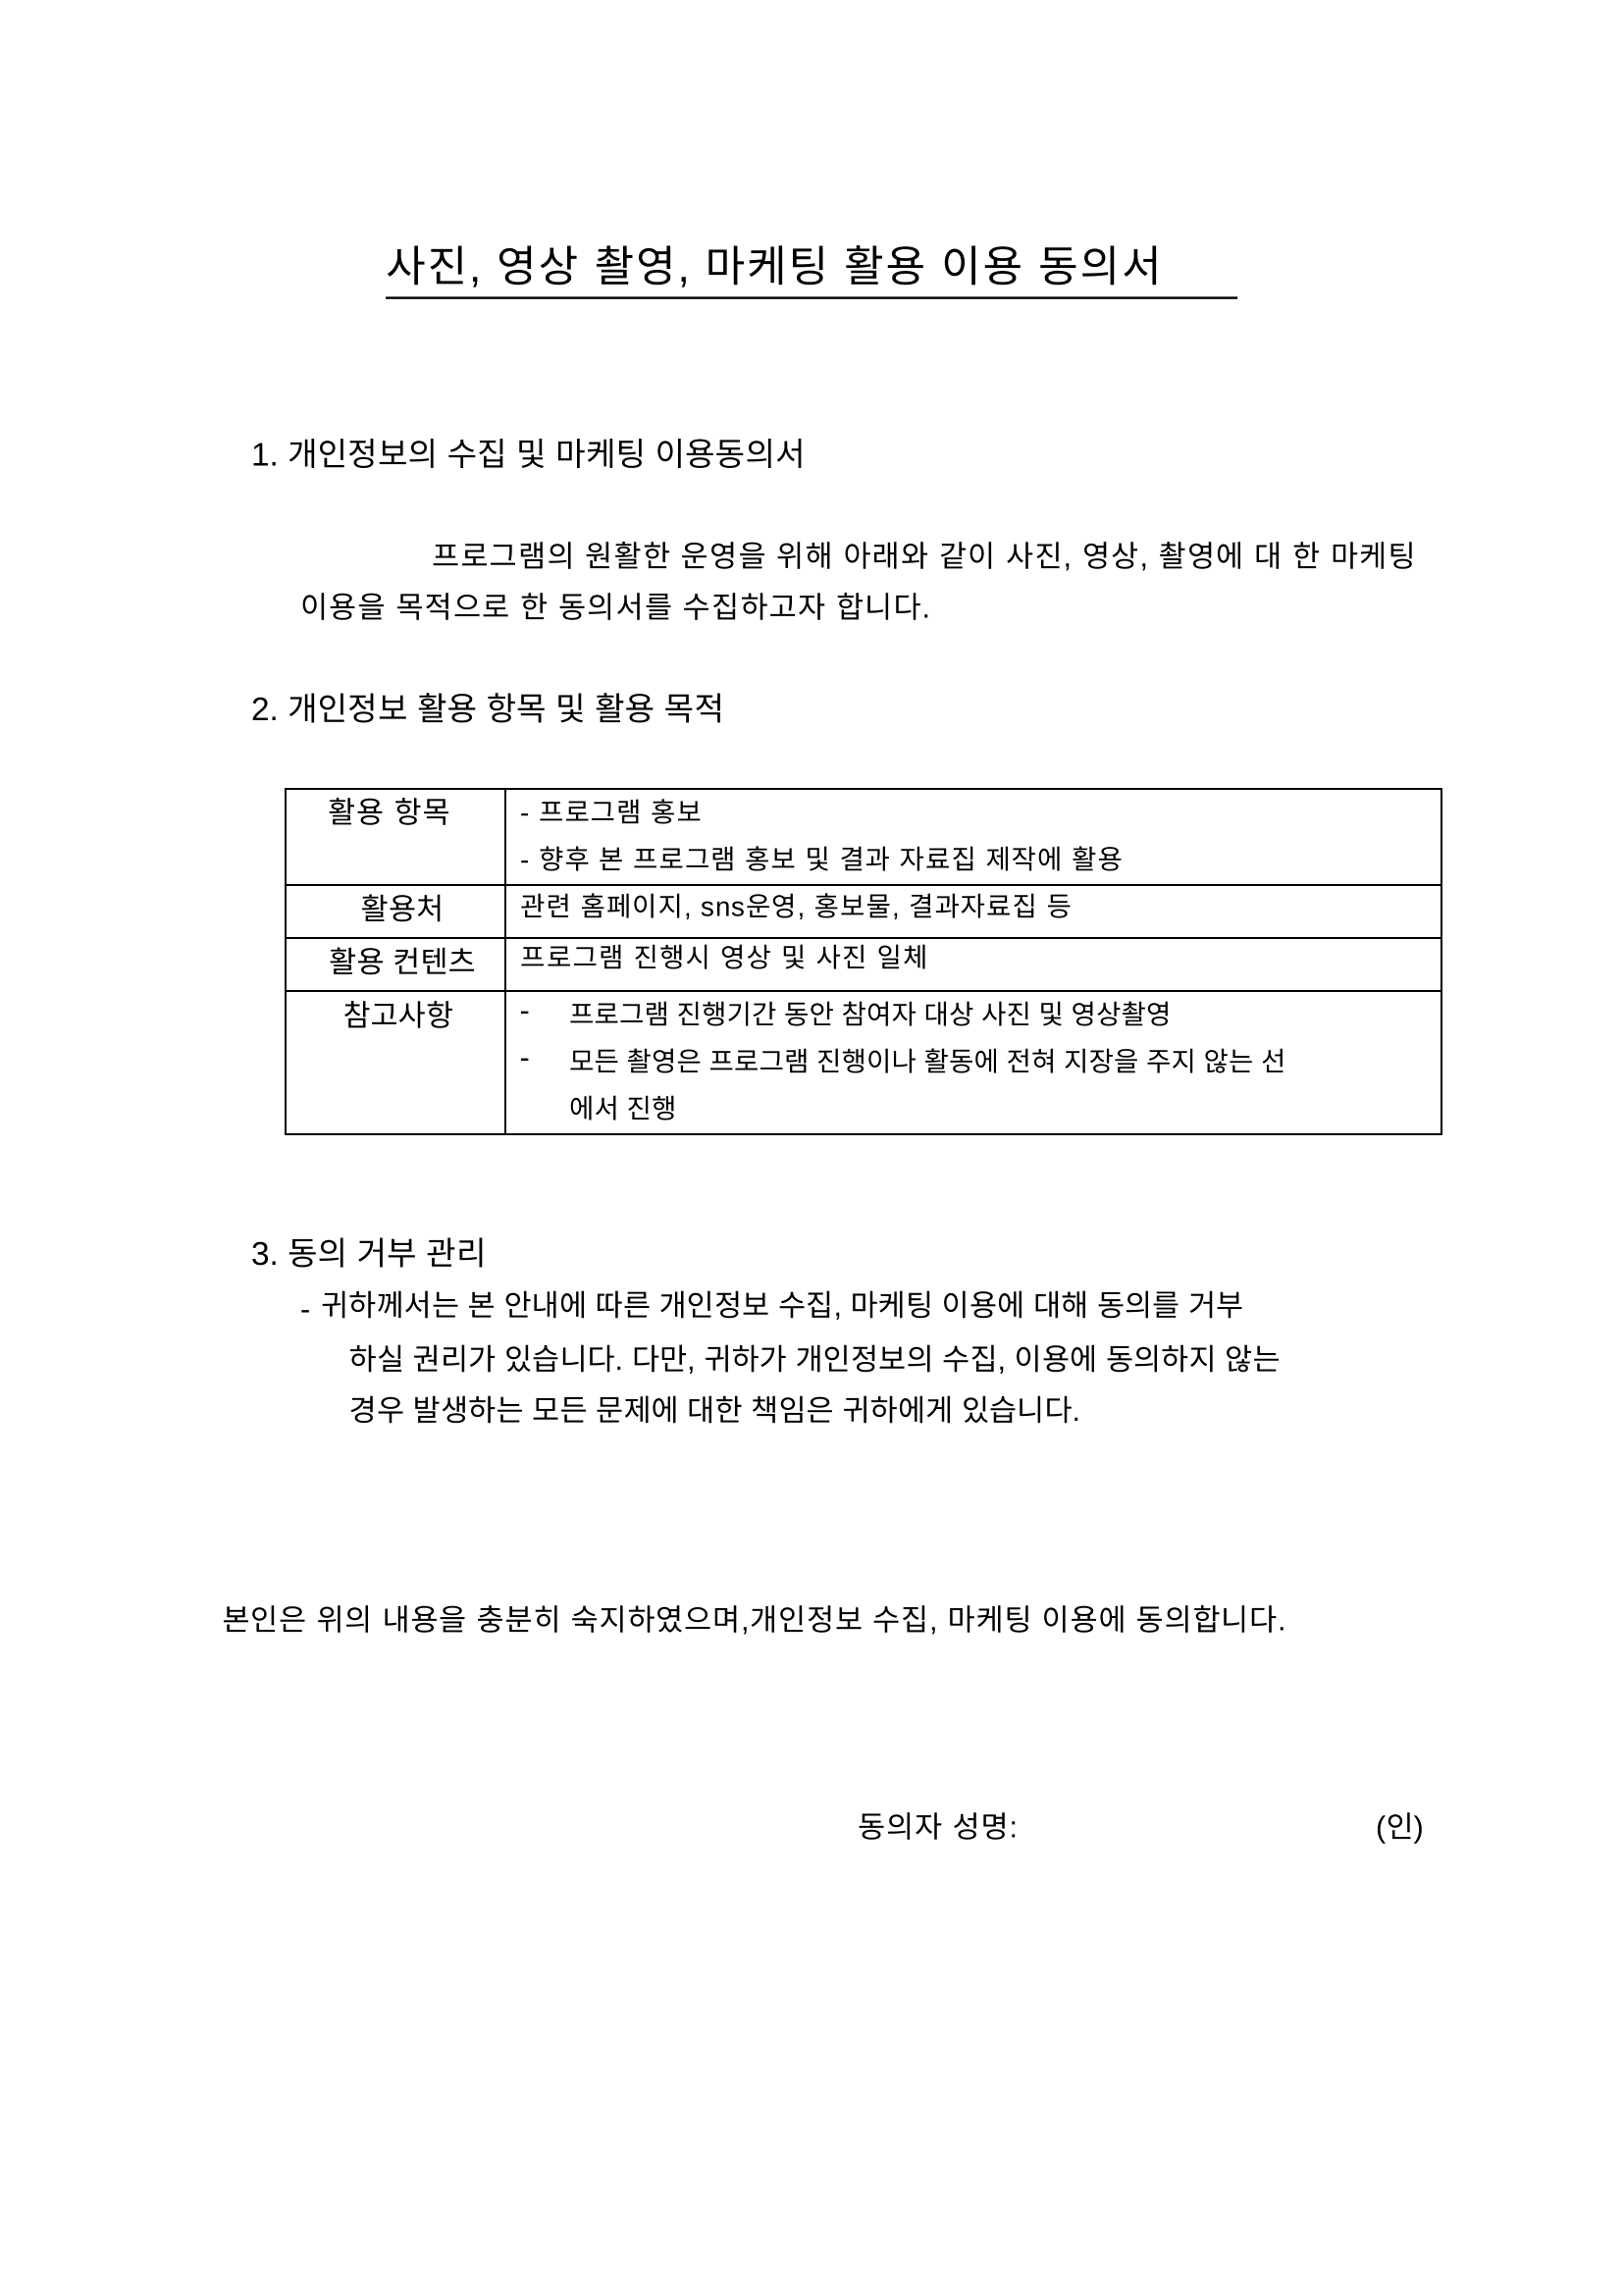 사진, 영상 촬영, 마케팅 활용 이용 동의서
1. 개인정보의 수집 및 마케팅 이용동의서
프로그램의 원활한 운영을 위해 아래와 같이 사진, 영상, 촬영에 대 한 마케팅
이용을 목적으로 한 동의서를 수집하고자 합니다.
2. 개인정보 활용 항목 및 활용 목적
활용 항목
- 프로그램 홍보
- 향후 본 프로그램 홍보 및 결과 자료집 제작에 활용
활용처
관련 홈페이지, sns운영, 홍보물, 결과자료집 등
활용 컨텐츠
프로그램 진행시 영상 및 사진 일체
참고사항
- 프로그램 진행기간 동안 참여자 대상 사진 및 영상촬영
- 모든 촬영은 프로그램 진행이나 활동에 전혀 지장을 주지 않는 선
에서 진행
3. 동의 거부 관리
- 귀하께서는 본 안내에 따른 개인정보 수집, 마케팅 이용에 대해 동의를 거부
하실 권리가 있습니다. 다만, 귀하가 개인정보의 수집, 이용에 동의하지 않는
경우 발생하는 모든 문제에 대한 책임은 귀하에게 있습니다.
본인은 위의 내용을 충분히 숙지하였으며,개인정보 수집, 마케팅 이용에 동의합니다.
동의자 성명: (인)